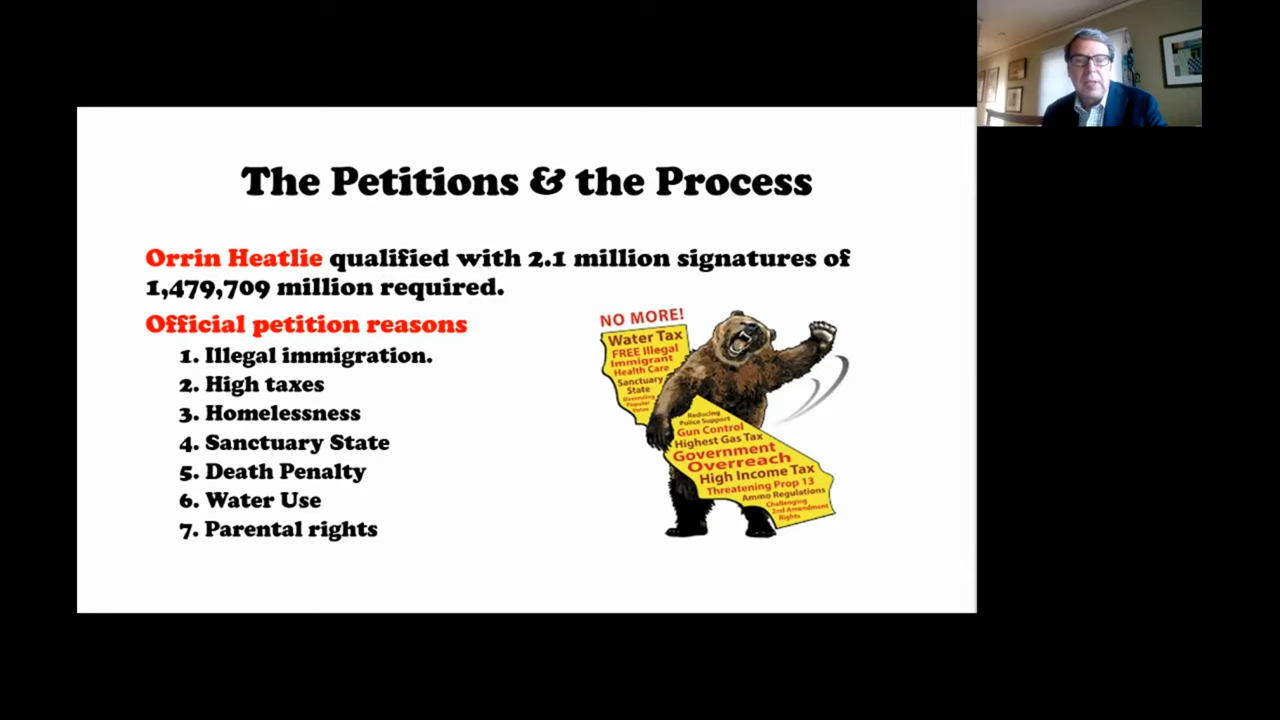 The Petitions & the Process
Orrin Heatlie qualified with 2.1 million signatures of
1,479,709 million required.
Official petition reasons
1. Illegal immigration.
2. High taxes
3. Homelessness
4. Sanctuary State
5. Death Penalty
6. Water Use
7. Parental rights
NO MORE!
Water Tax
FREE Illegal
Immigrant
Health Care
Sanctuary
State
Overruling
Popular
Votes
Reducing
Police Support
Gun Control
Highest Gas Tax
Government
Overreach
High Income Tax
Threatening Prop 13
Ammo Regulations
Challenging
2nd Amendment
Rights